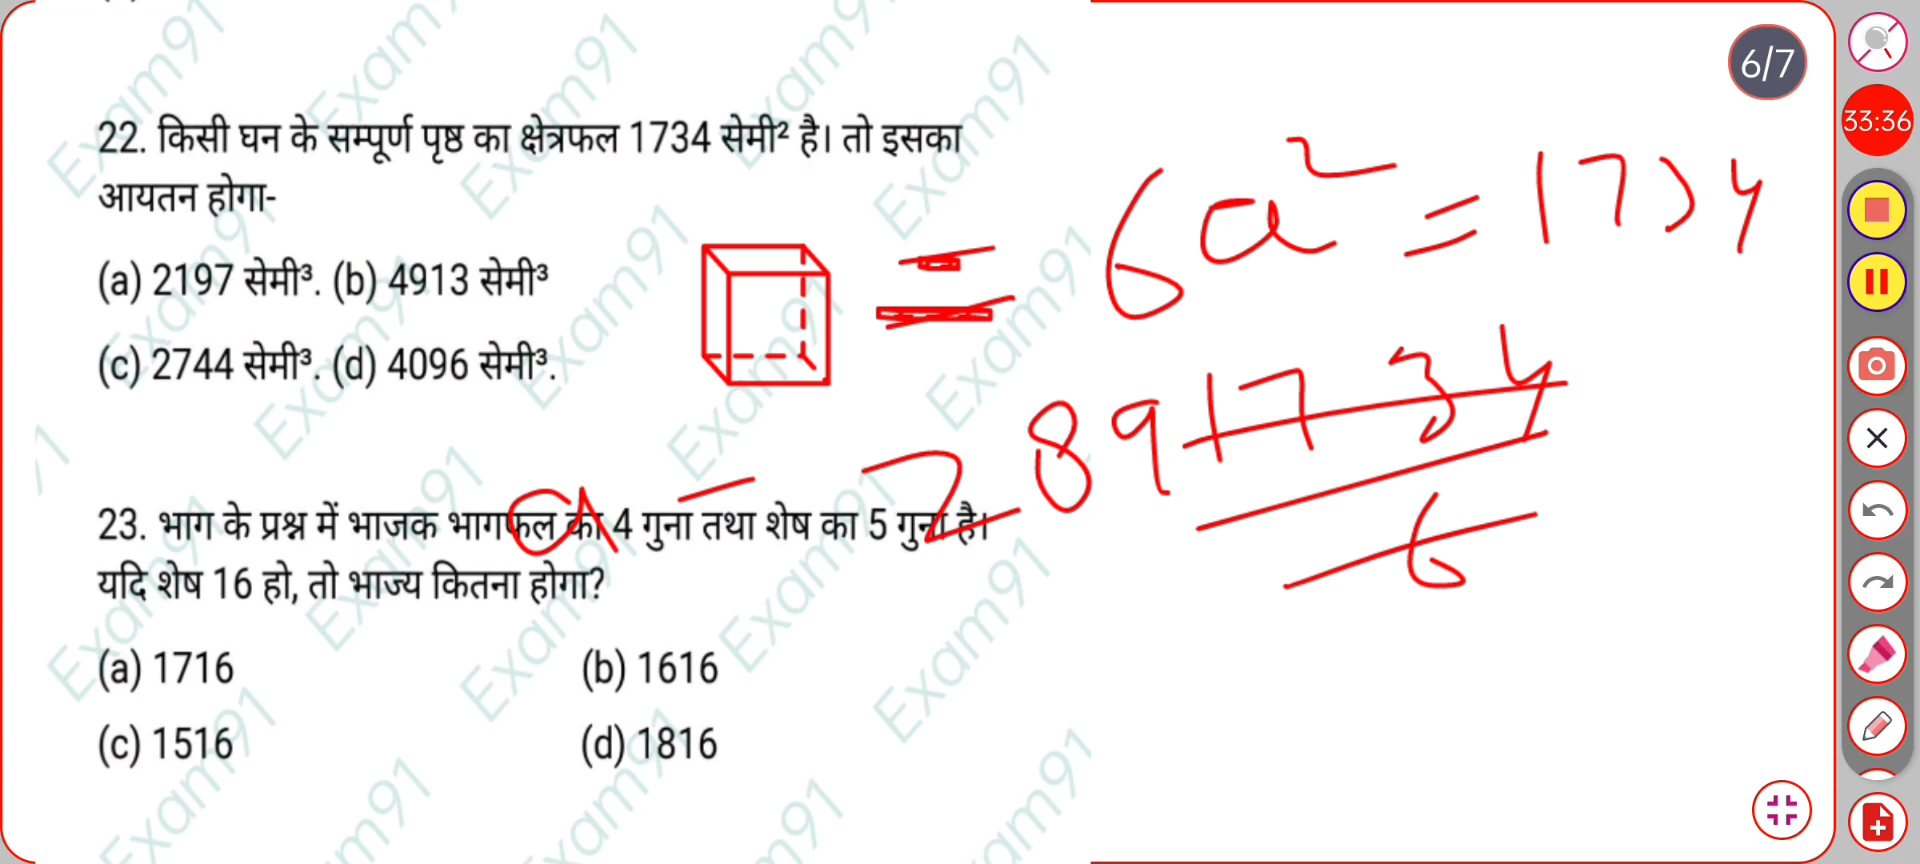 6/7
33:36
22. किसी घन के सम्पूर्ण पृष्ठ का क्षेत्रफल 1734 सेमी² है। तो इसका
आयतन होगा-
(a) 2197 सेमी³. (b) 4913 सेमी³
(c) 2744 सेमी³. (d) 4096 सेमी³.
6a² = 1734
1734
6
a = 289
23. भाग के प्रश्न में भाजक भागफल का 4 गुना तथा शेष का 5 गुना है।
यदि शेष 16 हो, तो भाज्य कितना होगा?
(a) 1716 (b) 1616
(c) 1516 (d) 1816
Exam91